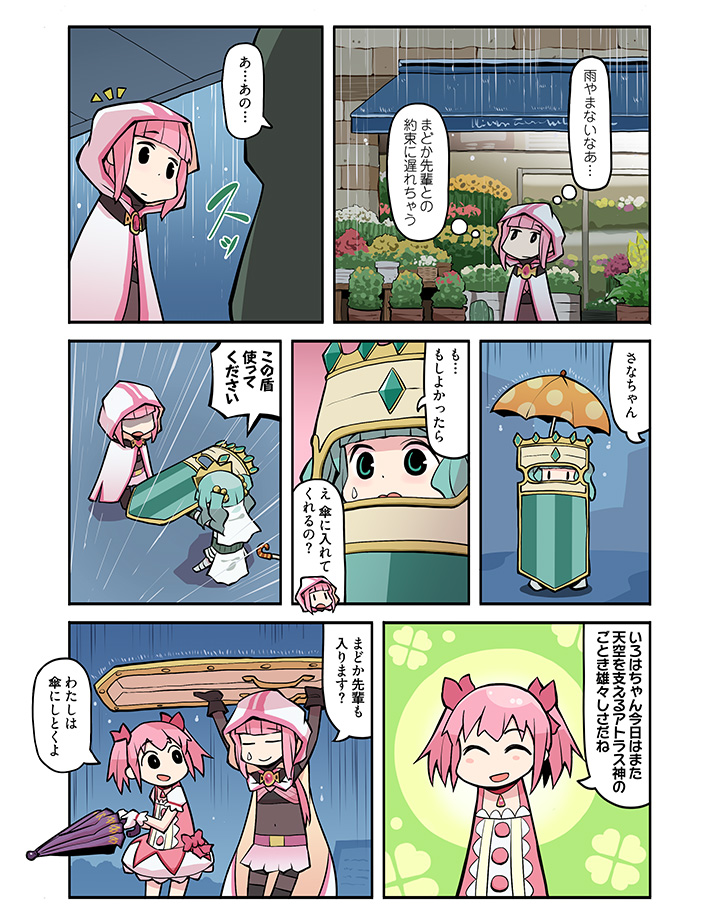 雨やまないなあ…
まどか先輩との
約束に遅れちゃう
あ…あの…
スッ
さなちゃん
も…
もしよかったら
え 傘に入れて
くれるの？
この盾
使って
ください
いろはちゃん今日はまた
天空を支えるアトラス神の
ごとき雄々しさだね
まどか先輩も
入ります？
わたしは
傘にしとくよ